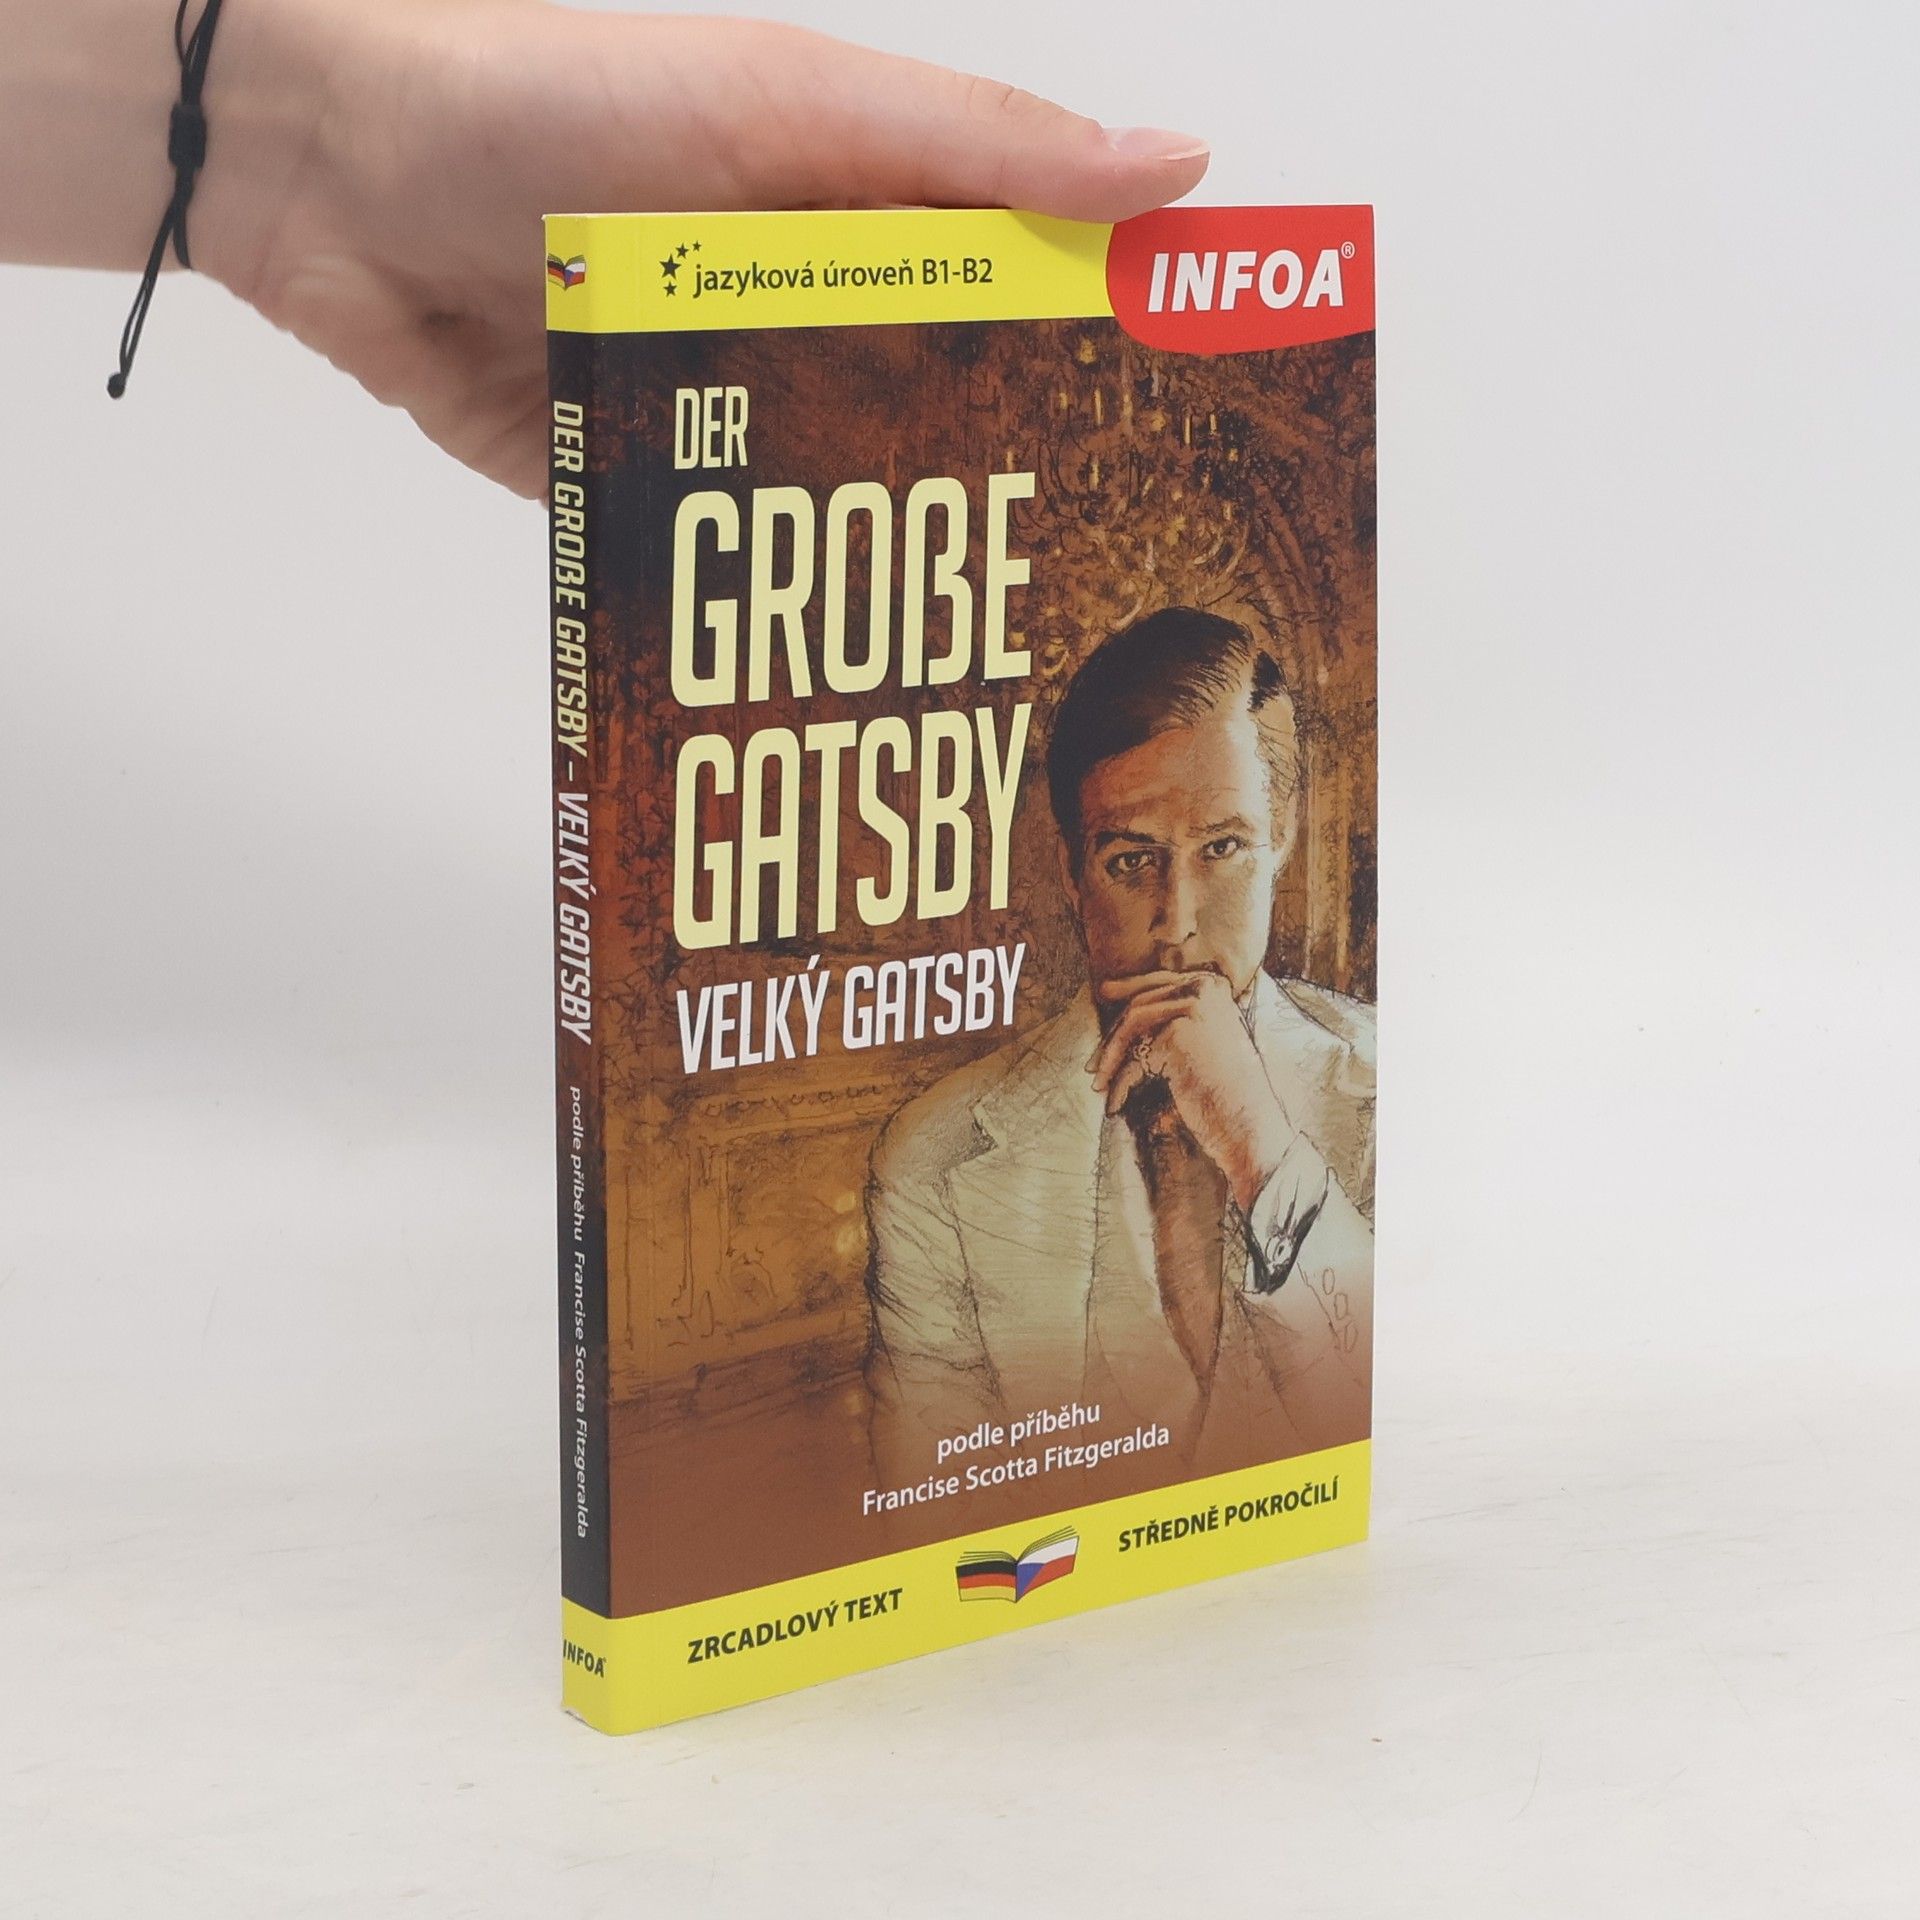 jazyková úroveň B1-B2
INFOA®
DER
GROßE
GATSBY
VELKÝ GATSBY
podle příběhu
Francise Scotta Fitzgeralda
ZRCADLOVÝ TEXT
STŘEDNĚ POKROČILÍ
DER GROßE GATSBY – VELKÝ GATSBY
podle příběhu Francise Scotta Fitzgeralda
INFOA®